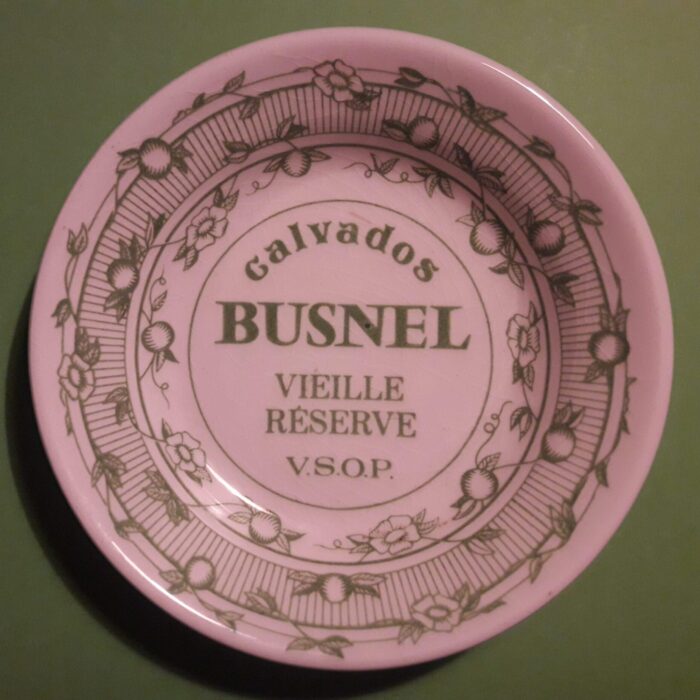 calvados
BUSNEL
VIEILLE
RÉSERVE
V.S.O.P.